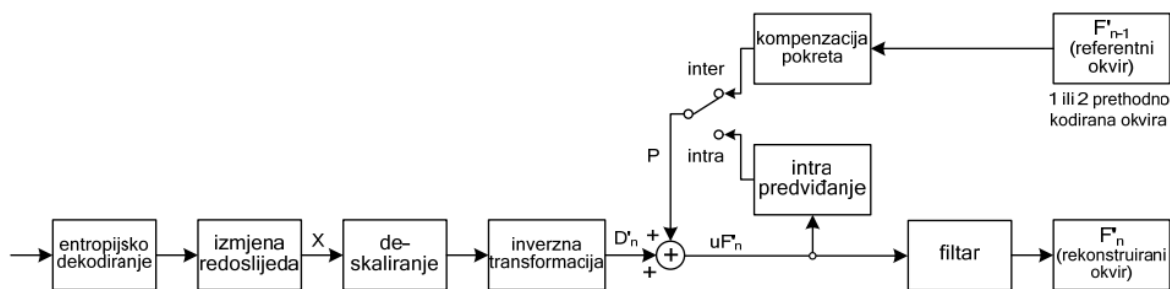 kompenzacija
pokreta
F'n-1
(referentni
okvir)
1 ili 2 prethodno
kodirana okvira
inter
P
intra
intra
predviđanje
entropijsko
dekodiranje
izmjena
redoslijeda
X
de-
skaliranje
inverzna
transformacija
D'n
+
+
+
uF'n
filtar
F'n
(rekonstruirani
okvir)